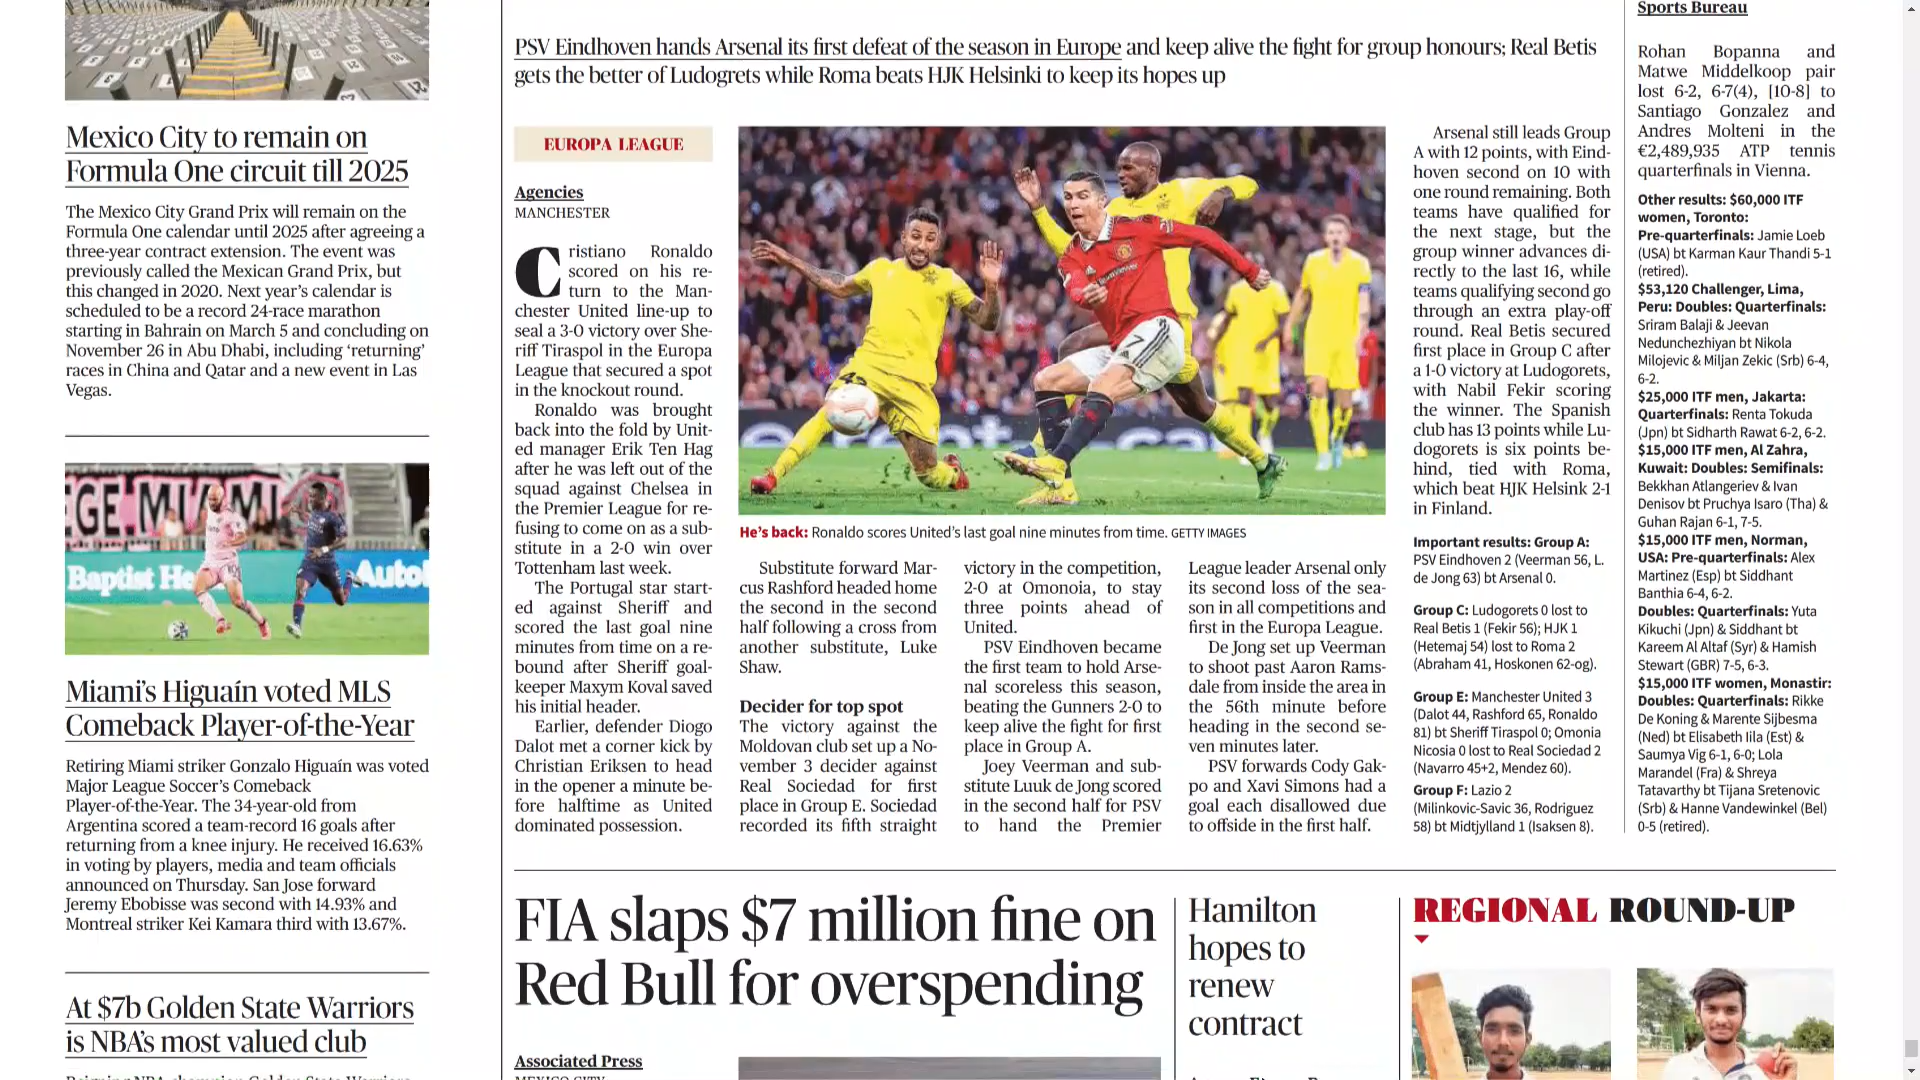 Mexico City to remain on
Formula One circuit till 2025
The Mexico City Grand Prix will remain on the
Formula One calendar until 2025 after agreeing a
three-year contract extension. The event was
previously called the Mexican Grand Prix, but
this changed in 2020. Next year’s calendar is
scheduled to be a record 24-race marathon
starting in Bahrain on March 5 and concluding on
November 26 in Abu Dhabi, including ‘returning’
races in China and Qatar and a new event in Las
Vegas.
EGE.MIAMI
Baptist He
Auto
Miami’s Higuaín voted MLS
Comeback Player-of-the-Year
Retiring Miami striker Gonzalo Higuaín was voted
Major League Soccer’s Comeback
Player-of-the-Year. The 34-year-old from
Argentina scored a team-record 16 goals after
returning from a knee injury. He received 16.63%
in voting by players, media and team officials
announced on Thursday. San Jose forward
Jeremy Ebobisse was second with 14.93% and
Montreal striker Kei Kamara third with 13.67%.
At $7b Golden State Warriors
is NBA’s most valued club
PSV Eindhoven hands Arsenal its first defeat of the season in Europe and keep alive the fight for group honours; Real Betis
gets the better of Ludogrets while Roma beats HJK Helsinki to keep its hopes up
EUROPA LEAGUE
Agencies
MANCHESTER
Cristiano Ronaldo
scored on his re-
turn to the Man-
chester United line-up to
seal a 3-0 victory over She-
riff Tiraspol in the Europa
League that secured a spot
in the knockout round.
Ronaldo was brought
back into the fold by Unit-
ed manager Erik Ten Hag
after he was left out of the
squad against Chelsea in
the Premier League for re-
fusing to come on as a sub-
stitute in a 2-0 win over
Tottenham last week.
The Portugal star start-
ed against Sheriff and
scored the last goal nine
minutes from time on a re-
bound after Sheriff goal-
keeper Maxym Koval saved
his initial header.
Earlier, defender Diogo
Dalot met a corner kick by
Christian Eriksen to head
in the opener a minute be-
fore halftime as United
dominated possession.
7
He’s back: Ronaldo scores United’s last goal nine minutes from time. GETTY IMAGES
Substitute forward Mar-
cus Rashford headed home
the second in the second
half following a cross from
another substitute, Luke
Shaw.
Decider for top spot
The victory against the
Moldovan club set up a No-
vember 3 decider against
Real Sociedad for first
place in Group E. Sociedad
recorded its fifth straight
victory in the competition,
2-0 at Omonoia, to stay
three points ahead of
United.
PSV Eindhoven became
the first team to hold Arse-
nal scoreless this season,
beating the Gunners 2-0 to
keep alive the fight for first
place in Group A.
Joey Veerman and sub-
stitute Luuk de Jong scored
in the second half for PSV
to hand the Premier
League leader Arsenal only
its second loss of the sea-
son in all competitions and
first in the Europa League.
De Jong set up Veerman
to shoot past Aaron Rams-
dale from inside the area in
the 56th minute before
heading in the second se-
ven minutes later.
PSV forwards Cody Gak-
po and Xavi Simons had a
goal each disallowed due
to offside in the first half.
Arsenal still leads Group
A with 12 points, with Eind-
hoven second on 10 with
one round remaining. Both
teams have qualified for
the next stage, but the
group winner advances di-
rectly to the last 16, while
teams qualifying second go
through an extra play-off
round. Real Betis secured
first place in Group C after
a 1-0 victory at Ludogorets,
with Nabil Fekir scoring
the winner. The Spanish
club has 13 points while Lu-
dogorets is six points be-
hind, tied with Roma,
which beat HJK Helsink 2-1
in Finland.
Important results: Group A:
PSV Eindhoven 2 (Veerman 56, L.
de Jong 63) bt Arsenal 0.
Group C: Ludogorets 0 lost to
Real Betis 1 (Fekir 56); HJK 1
(Hetemaj 54) lost to Roma 2
(Abraham 41, Hoskonen 62-og).
Group E: Manchester United 3
(Dalot 44, Rashford 65, Ronaldo
81) bt Sheriff Tiraspol 0; Omonia
Nicosia 0 lost to Real Sociedad 2
(Navarro 45+2, Mendez 60).
Group F: Lazio 2
(Milinkovic-Savic 36, Rodriguez
58) bt Midtjylland 1 (Isaksen 8).
Sports Bureau
Rohan Bopanna and
Matwe Middelkoop pair
lost 6-2, 6-7(4), [10-8] to
Santiago Gonzalez and
Andres Molteni in the
€2,489,935 ATP tennis
quarterfinals in Vienna.
Other results: $60,000 ITF
women, Toronto:
Pre-quarterfinals: Jamie Loeb
(USA) bt Karman Kaur Thandi 5-1
(retired).
$53,120 Challenger, Lima,
Peru: Doubles: Quarterfinals:
Sriram Balaji & Jeevan
Nedunchezhiyan bt Nikola
Milojevic & Miljan Zekic (Srb) 6-4,
6-2.
$25,000 ITF men, Jakarta:
Quarterfinals: Renta Tokuda
(Jpn) bt Sidharth Rawat 6-2, 6-2.
$15,000 ITF men, Al Zahra,
Kuwait: Doubles: Semifinals:
Bekkhan Atlangeriev & Ivan
Denisov bt Pruchya Isaro (Tha) &
Guhan Rajan 6-1, 7-5.
$15,000 ITF men, Norman,
USA: Pre-quarterfinals: Alex
Martinez (Esp) bt Siddhant
Banthia 6-4, 6-2.
Doubles: Quarterfinals: Yuta
Kikuchi (Jpn) & Siddhant bt
Kareem Al Altaf (Syr) & Hamish
Stewart (GBR) 7-5, 6-3.
$15,000 ITF women, Monastir:
Doubles: Quarterfinals: Rikke
De Koning & Marente Sijbesma
(Ned) bt Elisabeth Iila (Est) &
Saumya Vig 6-1, 6-0; Lola
Marandel (Fra) & Shreya
Tatavarthy bt Tijana Sretenovic
(Srb) & Hanne Vandewinkel (Bel)
0-5 (retired).
FIA slaps $7 million fine on
Red Bull for overspending
Associated Press
Hamilton
hopes to
renew
contract
REGIONAL ROUND-UP